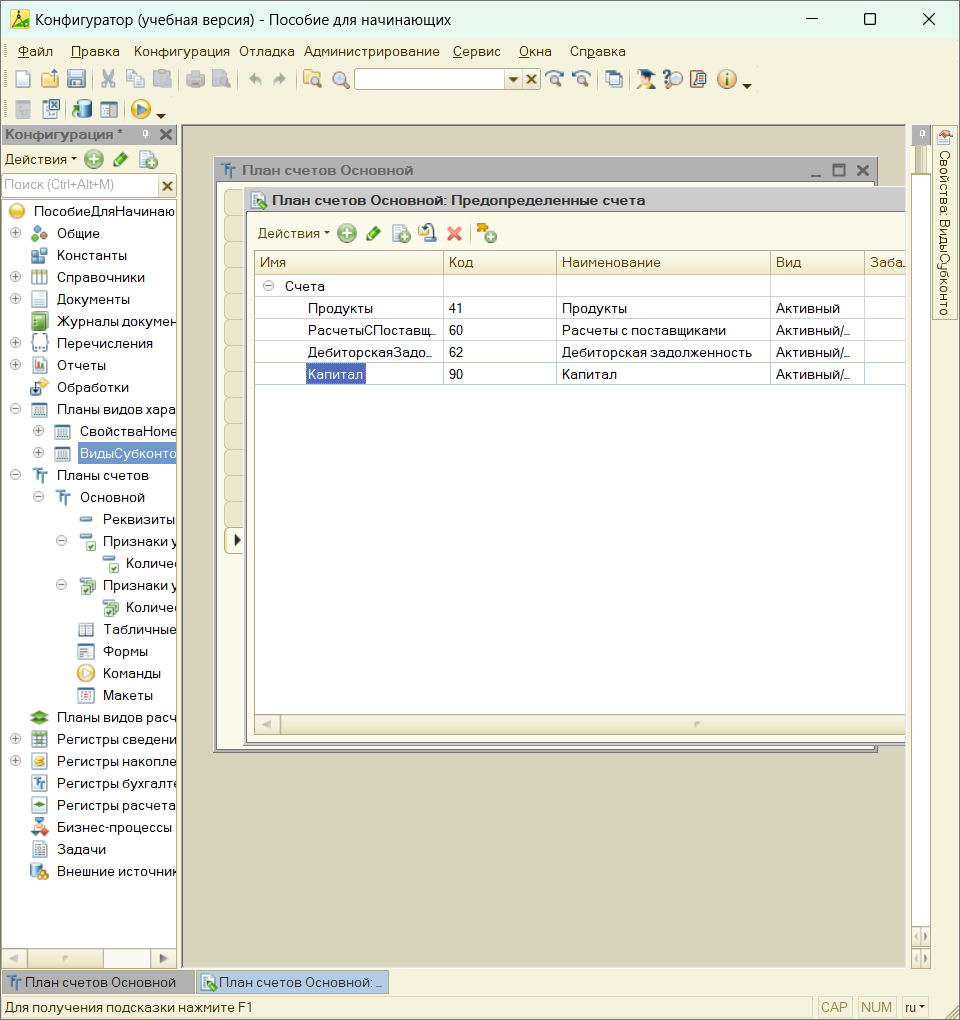 Конфигуратор (учебная версия) - Пособие для начинающих
Файл Правка Конфигурация Отладка Администрирование Сервис Окна Справка
Конфигурация *
Действия
Поиск (Ctrl+Alt+M)
ПособиеДляНачинаю
Общие
Константы
Справочники
Документы
Журналы докумен
Перечисления
Отчеты
Обработки
Планы видов хара
СвойстваНоме
ВидыСубконто
Планы счетов
Основной
Реквизиты
Признаки у
Количес
Признаки у
Количес
Табличные
Формы
Команды
Макеты
Планы видов расч
Регистры сведени
Регистры накопле
Регистры бухгалте
Регистры расчета
Бизнес-процессы
Задачи
Внешние источник
План счетов Основной
План счетов Основной: Предопределенные счета
Действия
Имя Код Наименование Вид Забал
Счета
Продукты 41 Продукты Активный
РасчетыСПоставщ... 60 Расчеты с поставщиками Активный/...
ДебиторскаяЗадо... 62 Дебиторская задолженность Активный/...
Капитал 90 Капитал Активный/...
Свойства: ВидыСубконто
План счетов Основной
План счетов Основной: ...
Для получения подсказки нажмите F1
CAP NUM ru